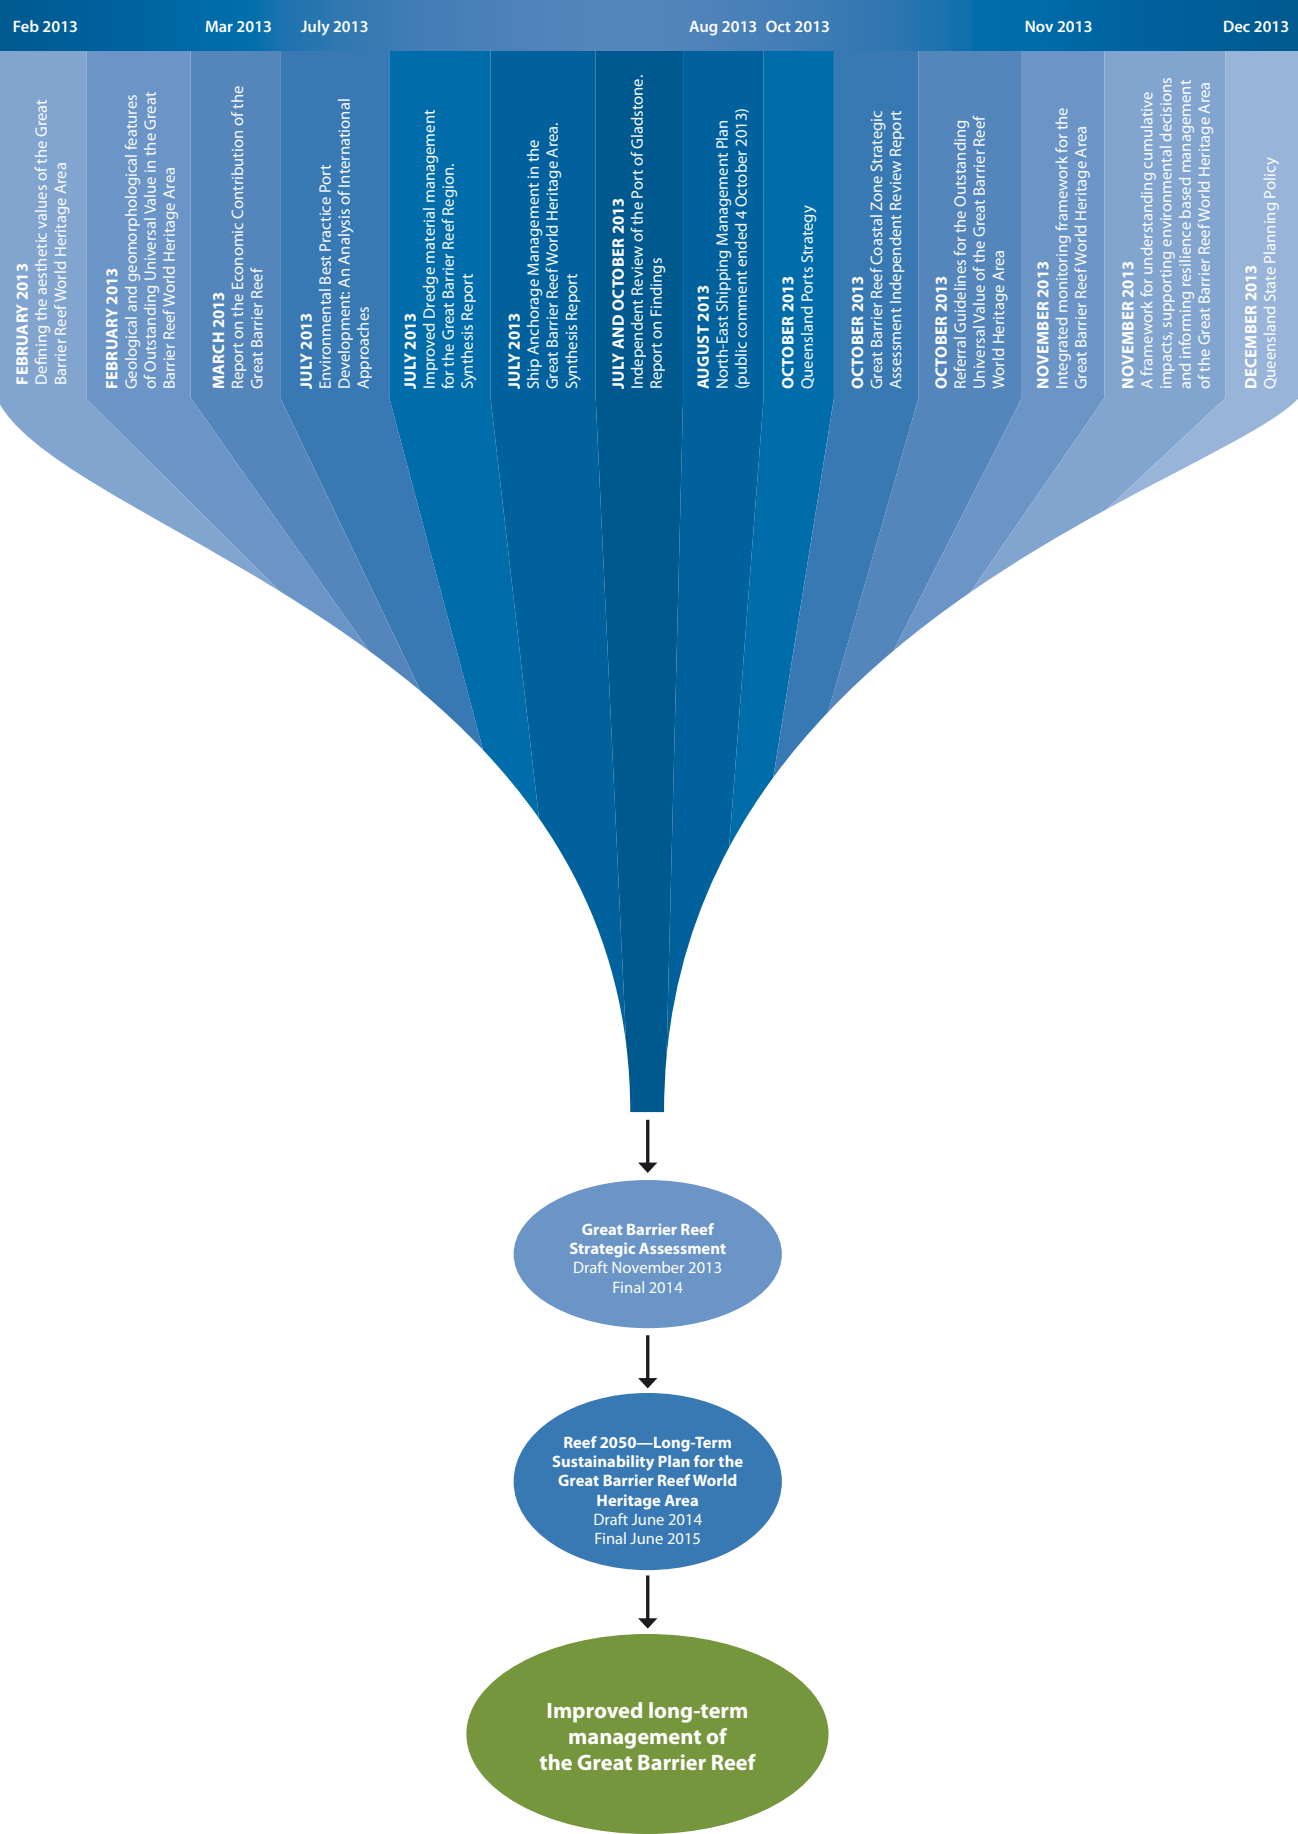 Feb 2013
Mar 2013
July 2013
Aug 2013
Oct 2013
Nov 2013
Dec 2013
FEBRUARY 2013
Defining the aesthetic values of the Great
Barrier Reef World Heritage Area
FEBRUARY 2013
Geological and geomorphological features
of Outstanding Universal Value in the Great
Barrier Reef World Heritage Area
MARCH 2013
Report on the Economic Contribution of the
Great Barrier Reef
JULY 2013
Environmental Best Practice Port
Development: An Analysis of International
Approaches
JULY 2013
Improved Dredge material management
for the Great Barrier Reef Region.
Synthesis Report
JULY 2013
Ship Anchorage Management in the
Great Barrier Reef World Heritage Area.
Synthesis Report
JULY AND OCTOBER 2013
Independent Review of the Port of Gladstone.
Report on Findings
AUGUST 2013
North-East Shipping Management Plan
(public comment ended 4 October 2013)
OCTOBER 2013
Queensland Ports Strategy
OCTOBER 2013
Great Barrier Reef Coastal Zone Strategic
Assessment Independent Review Report
OCTOBER 2013
Referral Guidelines for the Outstanding
Universal Value of the Great Barrier Reef
World Heritage Area
NOVEMBER 2013
Integrated monitoring framework for the
Great Barrier Reef World Heritage Area
NOVEMBER 2013
A framework for understanding cumulative
impacts, supporting environmental decisions
and informing resilience based management
of the Great Barrier Reef World Heritage Area
DECEMBER 2013
Queensland State Planning Policy
Great Barrier Reef
Strategic Assessment
Draft November 2013
Final 2014
Reef 2050—Long-Term
Sustainability Plan for the
Great Barrier Reef World
Heritage Area
Draft June 2014
Final June 2015
Improved long-term
management of
the Great Barrier Reef